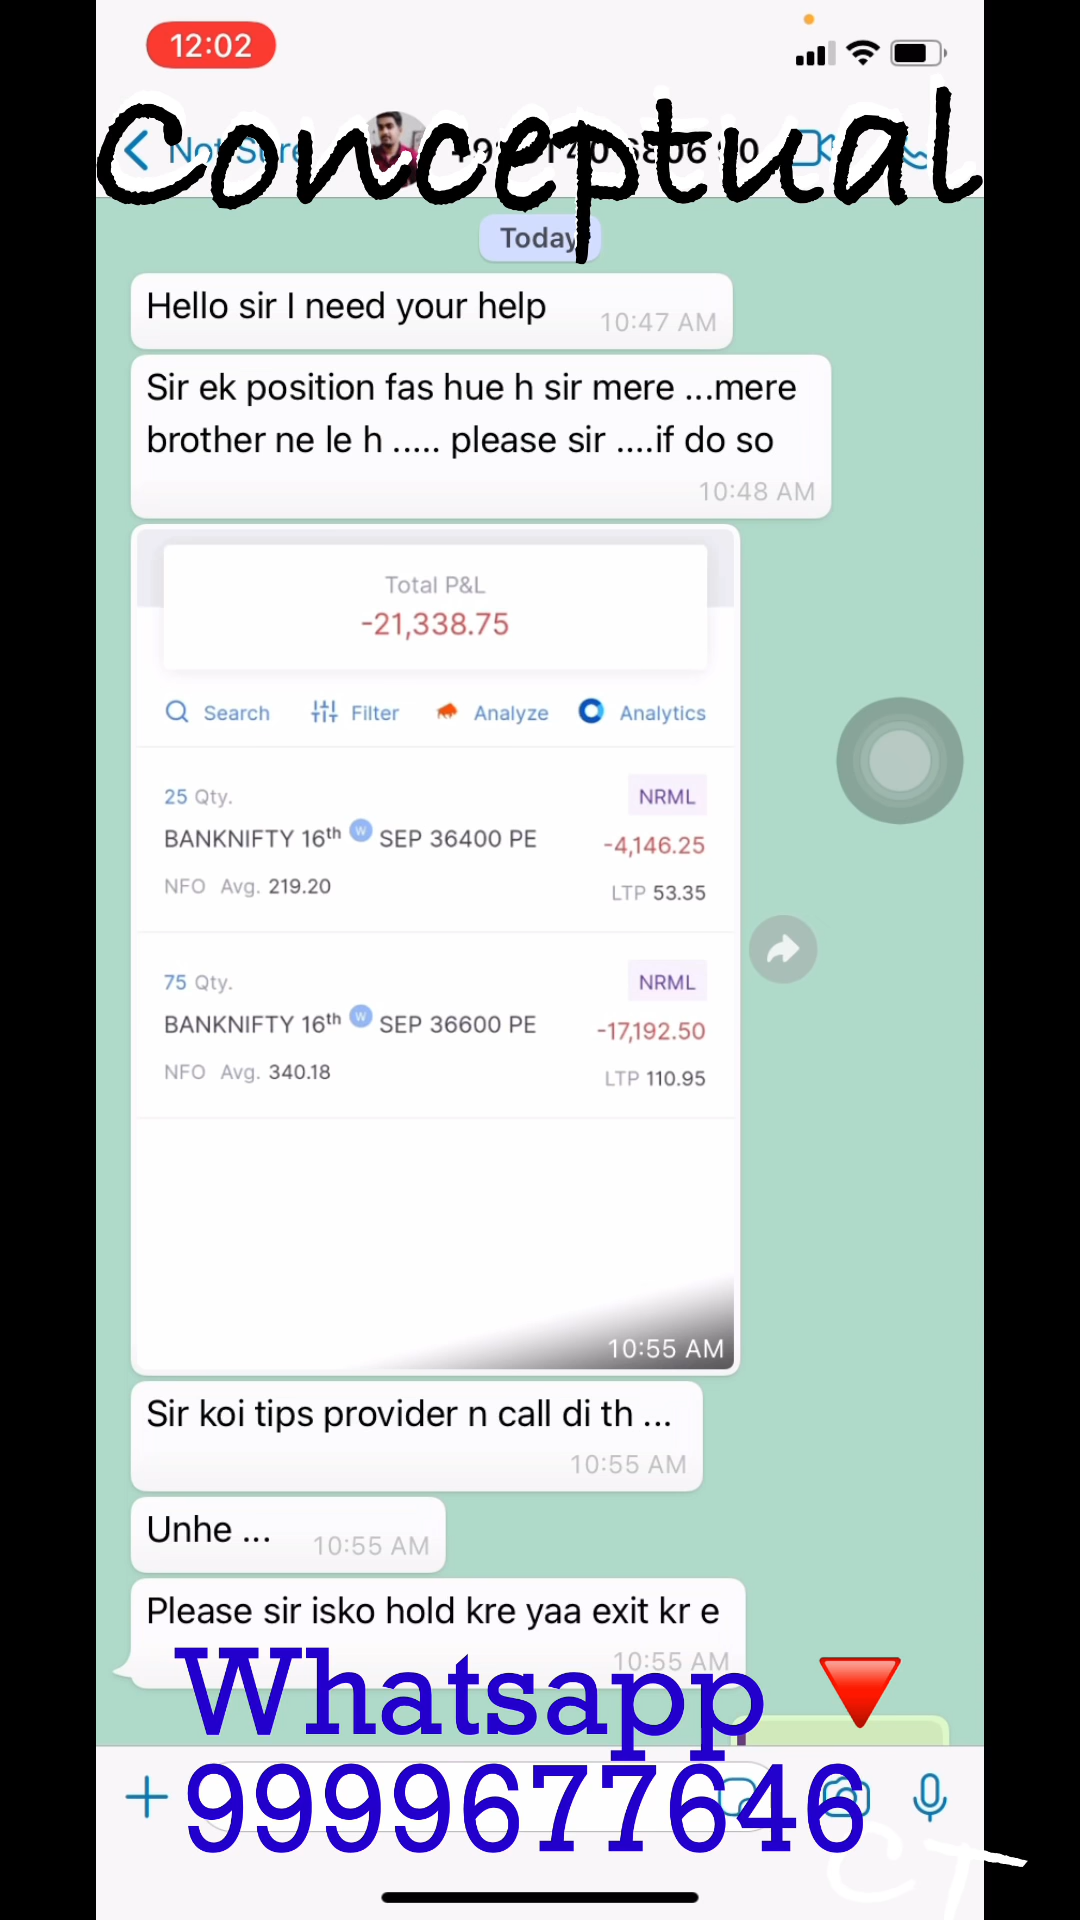 12:02
Conceptual
Today
Hello sir I need your help
10:47 AM
Sir ek position fas hue h sir mere ...mere
brother ne le h ..... please sir ....if do so
10:48 AM
Total P&L
-21,338.75
Search Filter Analyze Analytics
25 Qty. NRML
BANKNIFTY 16th W SEP 36400 PE -4,146.25
NFO Avg. 219.20 LTP 53.35
75 Qty. NRML
BANKNIFTY 16th W SEP 36600 PE -17,192.50
NFO Avg. 340.18 LTP 110.95
10:55 AM
Sir koi tips provider n call di th ...
10:55 AM
Unhe ... 10:55 AM
Please sir isko hold kre yaa exit kr e
10:55 AM
Whatsapp
9999677646
CT